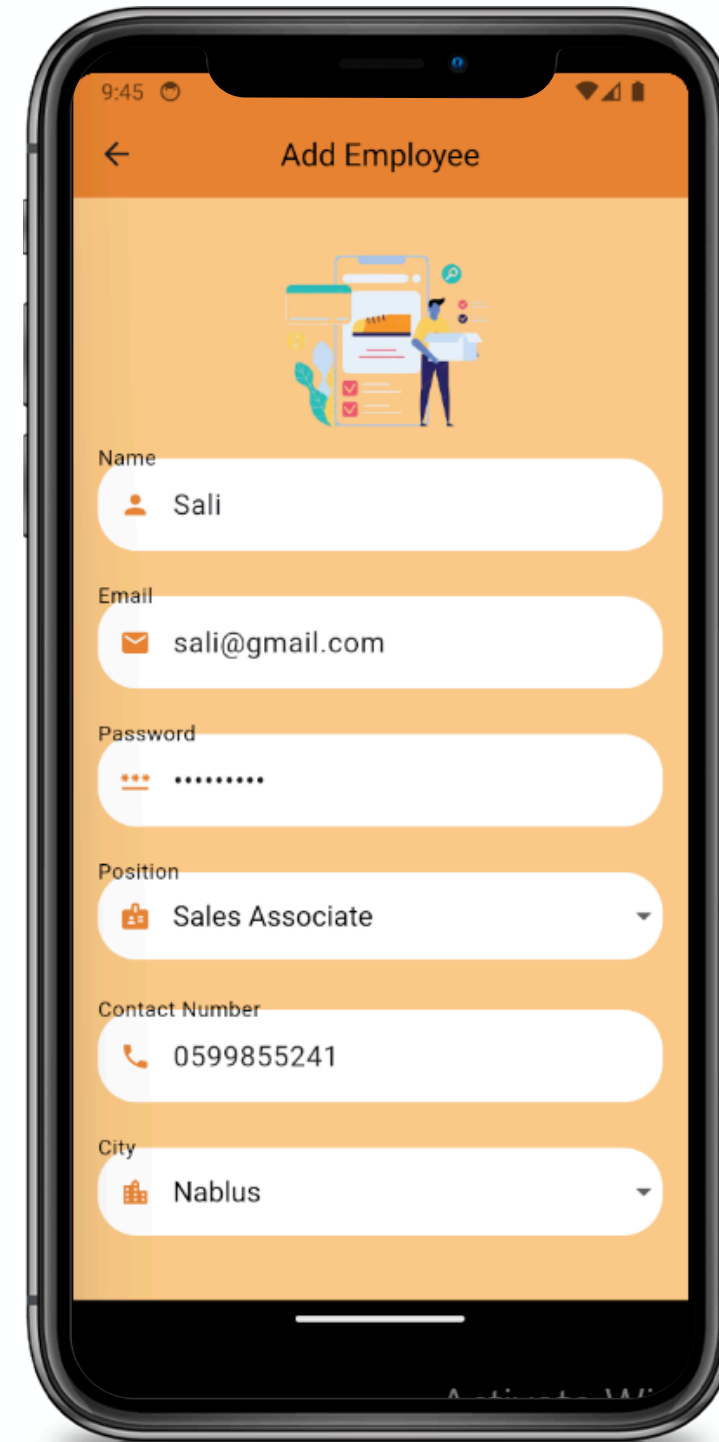 9:45
Add Employee
Name
Sali
Email
sali@gmail.com
Password
•••••••••
Position
Sales Associate
Contact Number
0599855241
City
Nablus